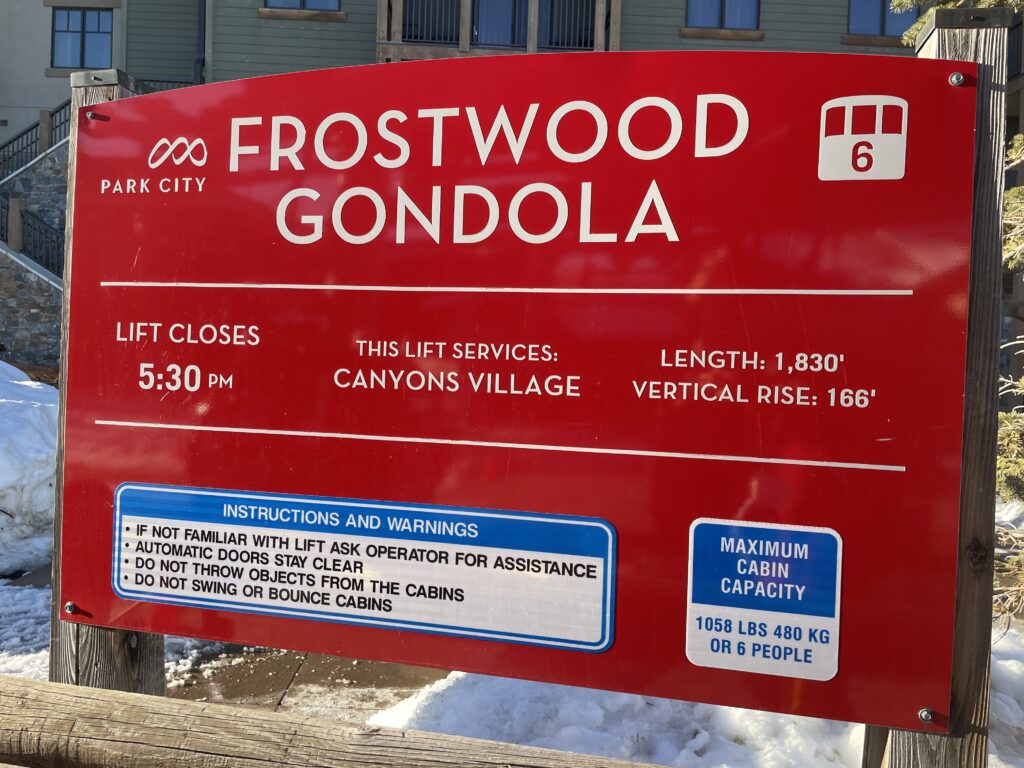 PARK CITY
FROSTWOOD
GONDOLA
6
LIFT CLOSES
5:30 PM
THIS LIFT SERVICES:
CANYONS VILLAGE
LENGTH: 1,830'
VERTICAL RISE: 166'
INSTRUCTIONS AND WARNINGS
• IF NOT FAMILIAR WITH LIFT ASK OPERATOR FOR ASSISTANCE
• AUTOMATIC DOORS STAY CLEAR
• DO NOT THROW OBJECTS FROM THE CABINS
• DO NOT SWING OR BOUNCE CABINS
MAXIMUM
CABIN
CAPACITY
1058 LBS 480 KG
OR 6 PEOPLE